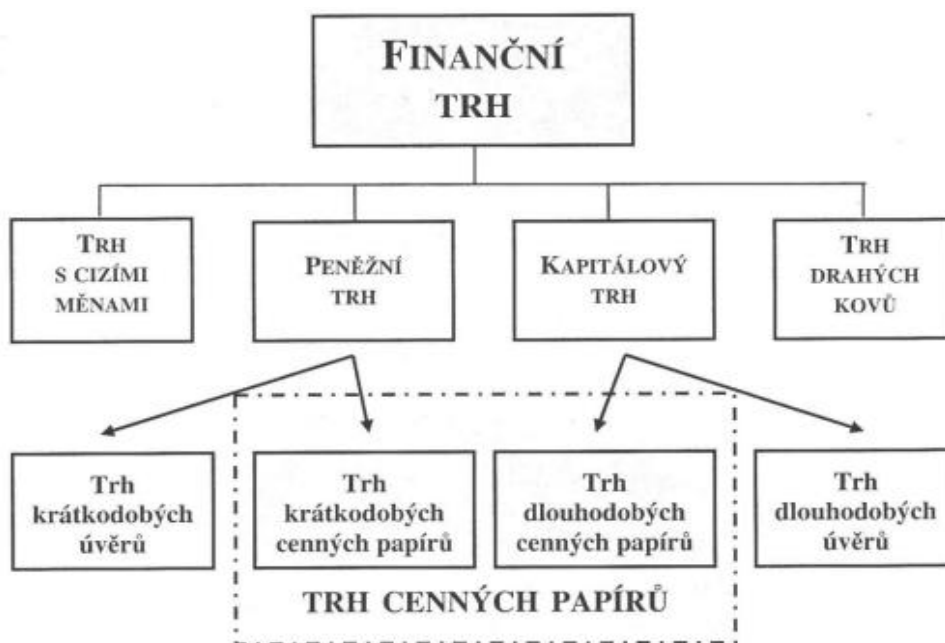 FINANČNÍ
TRH
TRH
S CIZÍMI
MĚNAMI
PENĚŽNÍ
TRH
KAPITÁLOVÝ
TRH
TRH
DRAHÝCH
KOVŮ
Trh
krátkodobých
úvěrů
Trh
krátkodobých
cenných papírů
Trh
dlouhodobých
cenných papírů
Trh
dlouhodobých
úvěrů
TRH CENNÝCH PAPÍRŮ